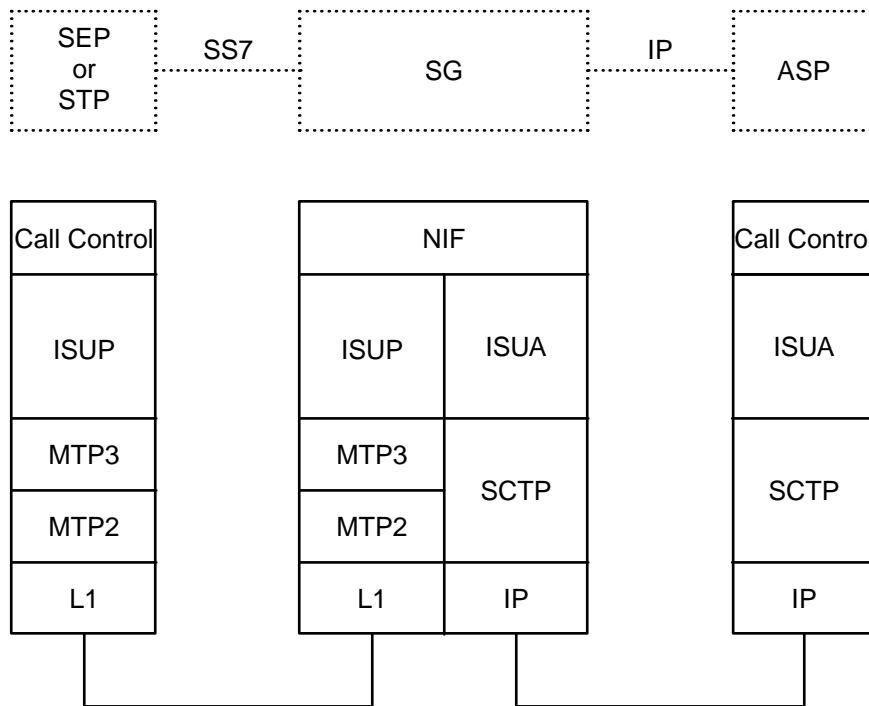 SEP
or
STP
SS7
SG
IP
ASP
Call Control
NIF
Call Contro
ISUP
ISUP
ISUA
ISUA
MTP3
MTP3
SCTP
SCTP
MTP2
MTP2
L1
L1
IP
IP